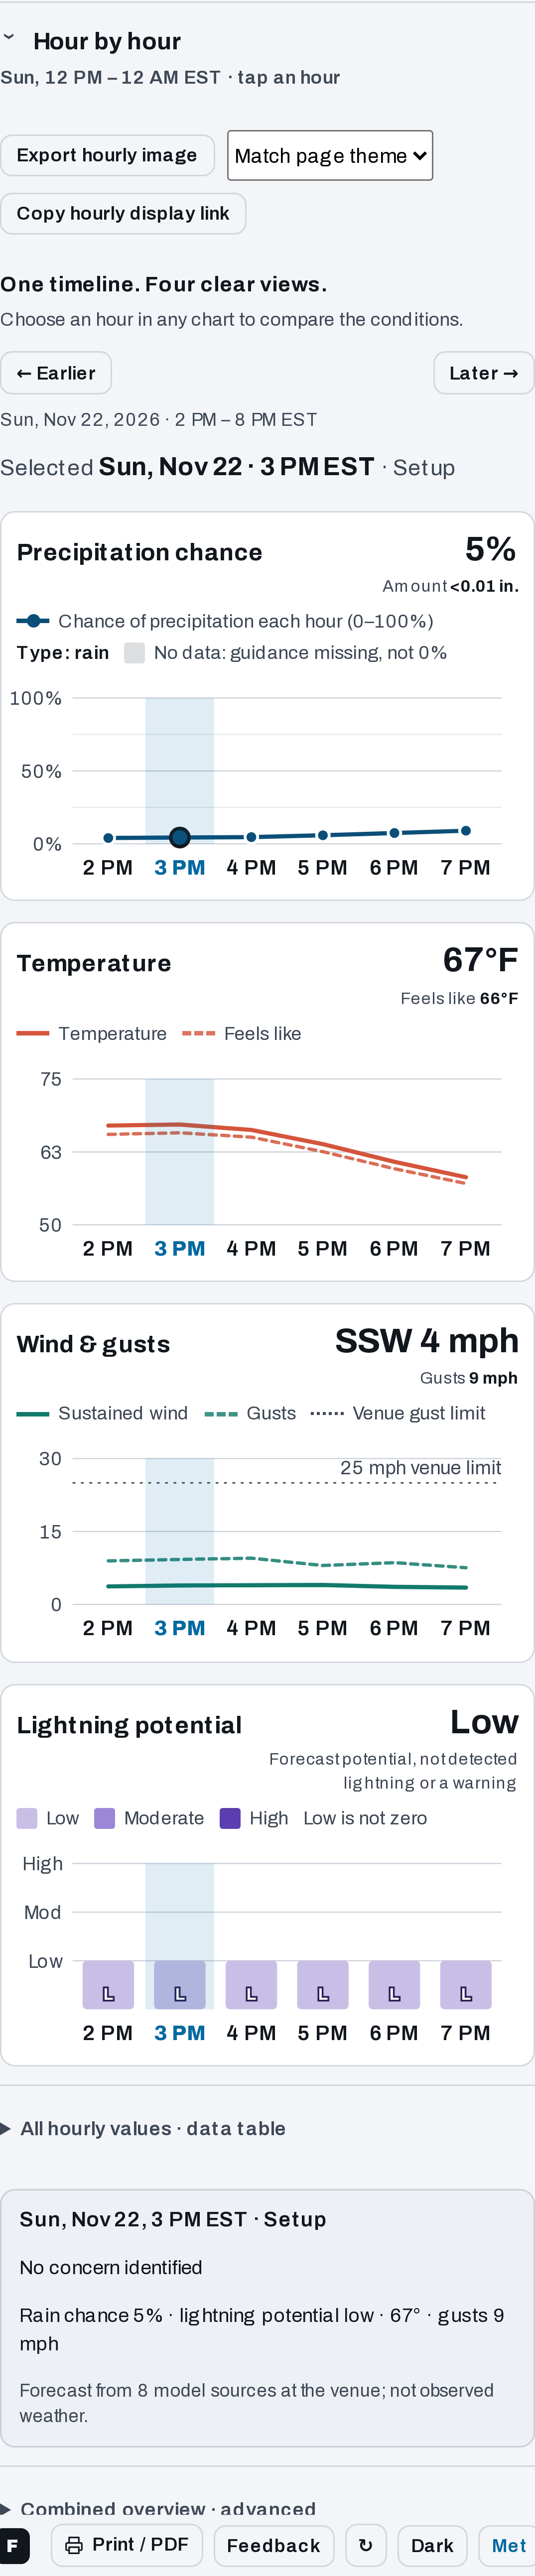 Hour by hour
Sun, 12 PM – 12 AM EST · tap an hour
Export hourly image
Match page theme
Copy hourly display link
One timeline. Four clear views.
Choose an hour in any chart to compare the conditions.
← Earlier
Later →
Sun, Nov 22, 2026 · 2 PM – 8 PM EST
Selected Sun, Nov 22 · 3 PM EST · Setup
Precipitation chance
5%
Amount <0.01 in.
Chance of precipitation each hour (0–100%)
Type: rain
No data: guidance missing, not 0%
100%
50%
0%
2 PM 3 PM 4 PM 5 PM 6 PM 7 PM
Temperature
67°F
Feels like 66°F
Temperature
Feels like
75
63
50
2 PM 3 PM 4 PM 5 PM 6 PM 7 PM
Wind & gusts
SSW 4 mph
Gusts 9 mph
Sustained wind
Gusts
Venue gust limit
30
25 mph venue limit
15
0
2 PM 3 PM 4 PM 5 PM 6 PM 7 PM
Lightning potential
Low
Forecast potential, not detected
lightning or a warning
Low
Moderate
High
Low is not zero
High
Mod
Low
L L L L L L
2 PM 3 PM 4 PM 5 PM 6 PM 7 PM
All hourly values · data table
Sun, Nov 22, 3 PM EST · Setup
No concern identified
Rain chance 5% · lightning potential low · 67° · gusts 9
mph
Forecast from 8 model sources at the venue; not observed
weather.
Combined overview · advanced
F
Print / PDF
Feedback
↻
Dark
Met